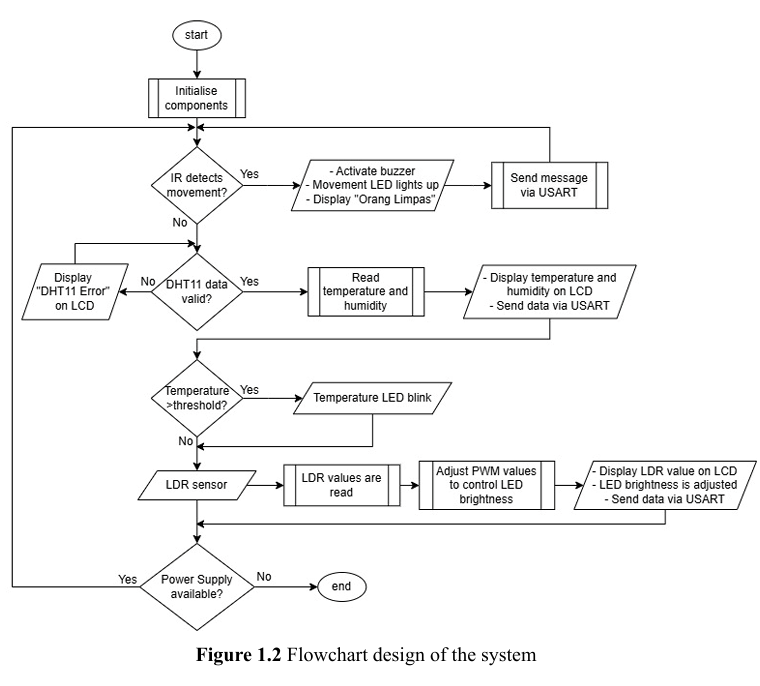 start
Initialise
components
IR detects
movement?
Yes
No
- Activate buzzer
- Movement LED lights up
- Display "Orang Limpas"
Send message
via USART
DHT11 data
valid?
No
Yes
Display
"DHT11 Error"
on LCD
Read
temperature and
humidity
- Display temperature and
humidity on LCD
- Send data via USART
Temperature
>threshold?
Yes
No
Temperature LED blink
LDR sensor
LDR values are
read
Adjust PWM values
to control LED
brightness
- Display LDR value on LCD
- LED brightness is adjusted
- Send data via USART
Power Supply
available?
Yes
No
end
Figure 1.2 Flowchart design of the system